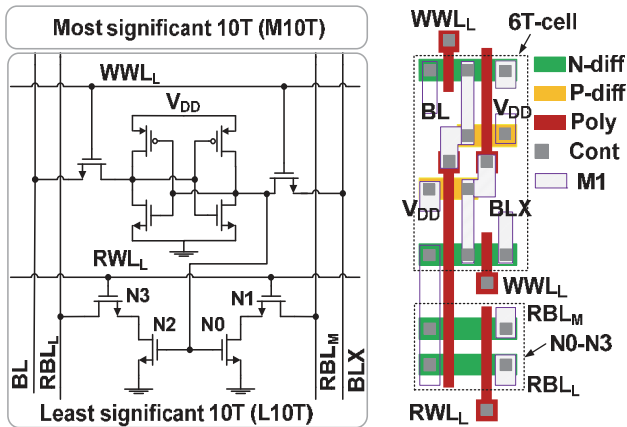 Most significant 10T (M10T)
WWL_L
V_DD
RWL_L
N3
N1
N2
N0
BL
RBL_L
RBL_M
BLX
Least significant 10T (L10T)
WWL_L
6T-cell
BL
V_DD
V_DD
BLX
WWL_L
RBL_M
N0-N3
RBL_L
RWL_L
N-diff
P-diff
Poly
Cont
M1